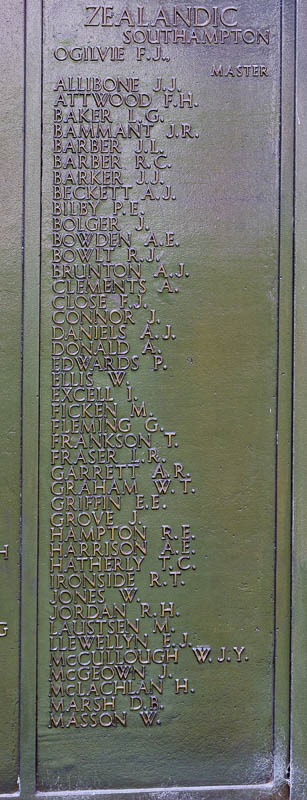 ZEALANDIC
SOUTHAMPTON
OGILVIE F.J.,
MASTER
ALLIBONE J.J.
ATTWOOD F.H.
BAKER L.G.
BAMMANT J.R.
BARBER J.L.
BARBER R.C.
BARKER J.J.
BECKETT A.J.
BILBY P.E.
BOLGER J.
BOWDEN A.E.
BOWLT R.J.
BRUNTON A.J.
CLEMENTS A.
CLOSE F.J.
CONNOR J.
DANIELS A.J.
DONALD A.
EDWARDS P.
ELLIS W.
EXCELL I.
FICKEN M.
FLEMING G.
FRANKSON T.
FRASER I.R.
GARRETT A.R.
GRAHAM W.T.
GRIFFIN E.E.
GROVE J.
HAMPTON R.E.
HARRISON A.E.
HATHERLY T.C.
IRONSIDE R.T.
JONES W.
JORDAN R.H.
LAUSTSEN M.
LLEWELLYN F.J.
MCCULLOUGH W.J.Y.
MCGEOWN J.
MCLACHLAN H.
MARSH D.B.
MASSON W.